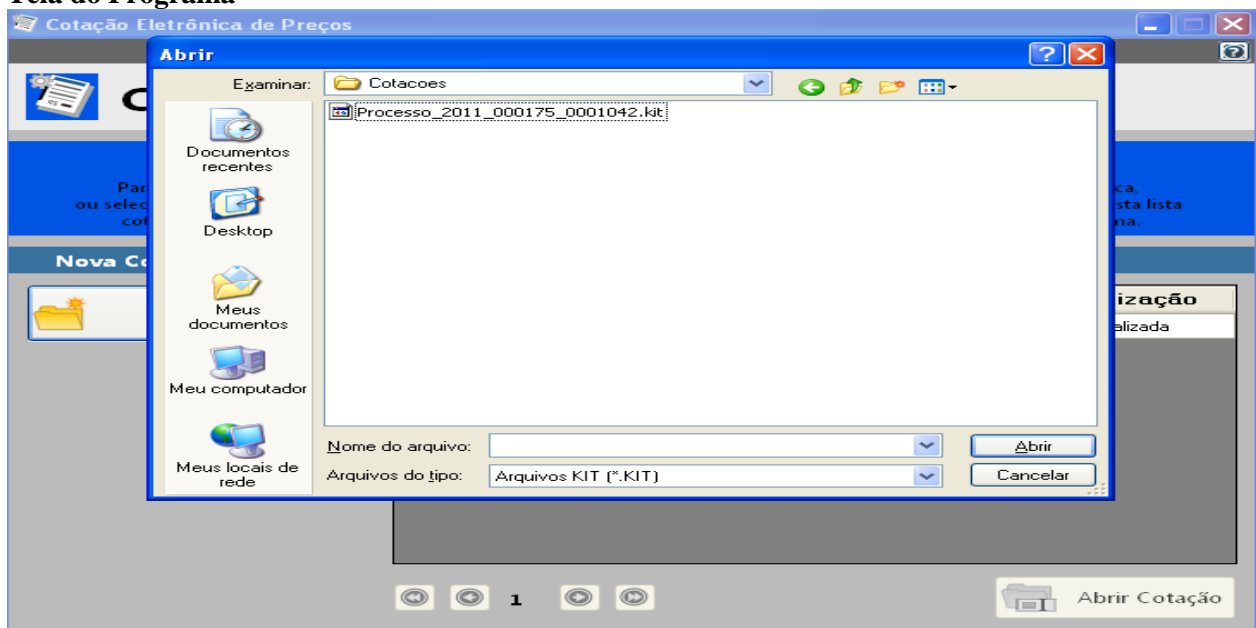 Tela do Programa
Cotação Eletrônica de Preços
Abrir
Examinar:
Cotacoes
Processo_2011_000175_0001042.kit
Documentos
recentes
Desktop
Meus
documentos
Meu computador
Meus locais de
rede
Nome do arquivo:
Abrir
Arquivos do tipo:
Arquivos KIT (*.KIT)
Cancelar
C
Par
ca,
ou selec
sta lista
cot
na.
Nova Co
ização
alizada
1
Abrir Cotação